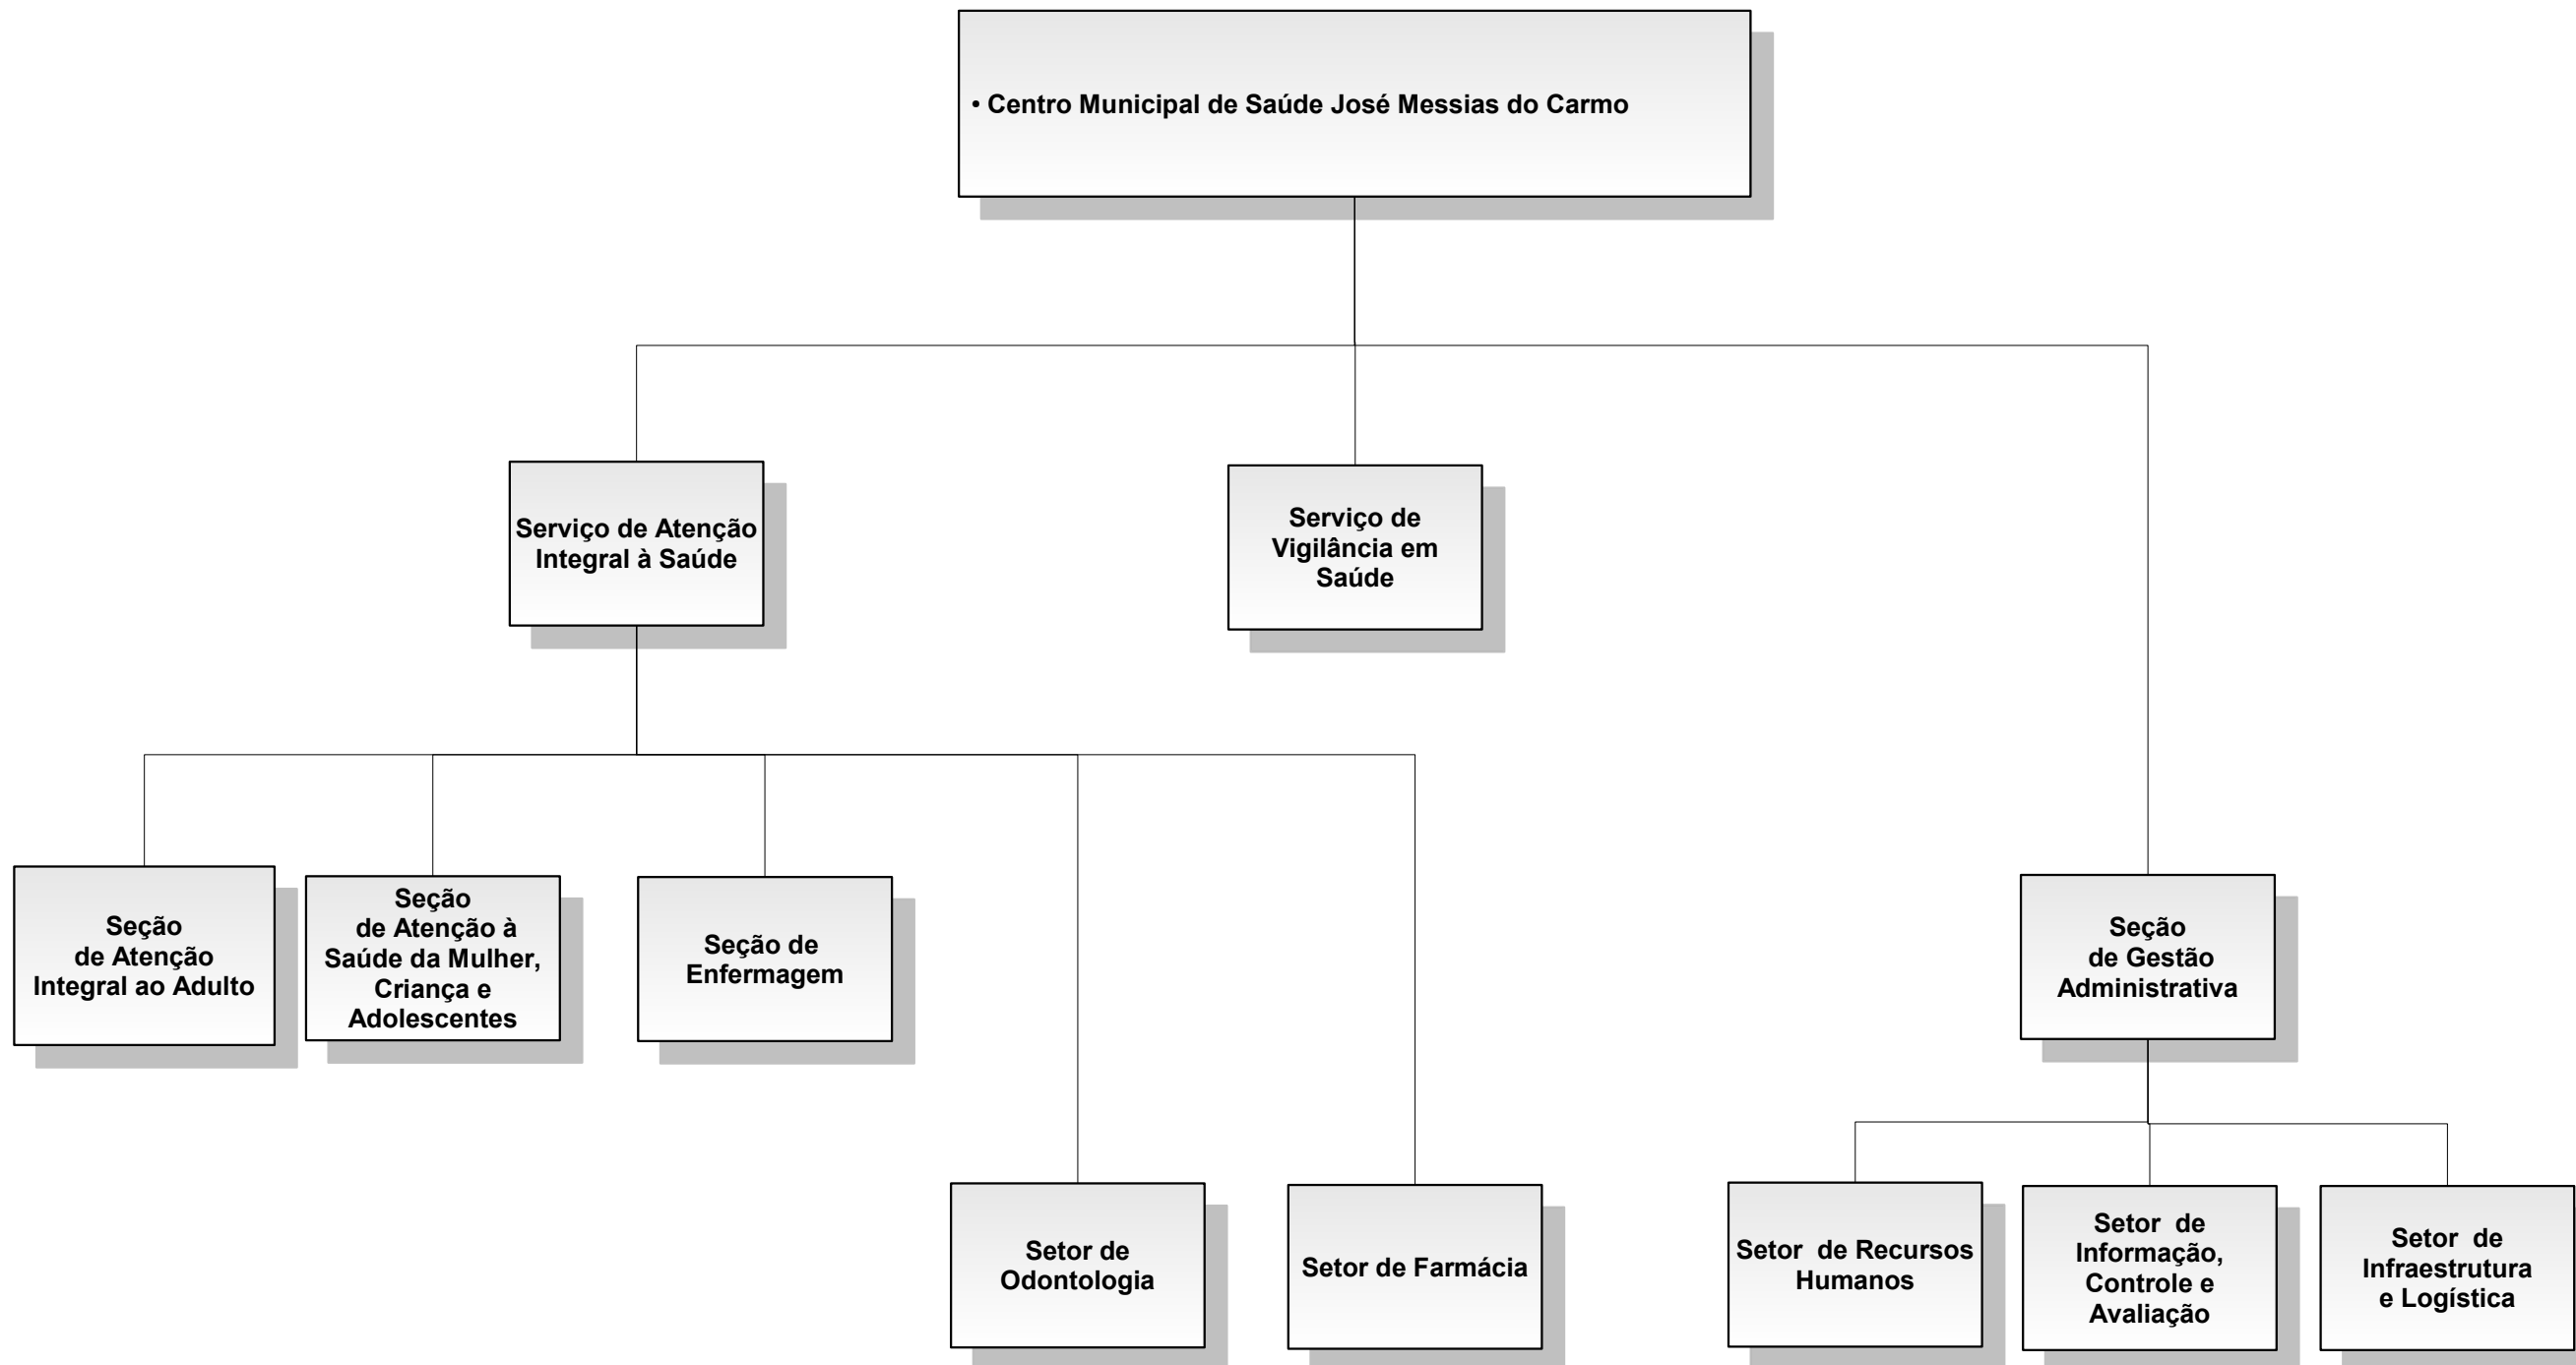 • Centro Municipal de Saúde José Messias do Carmo
Serviço de Atenção
Integral à Saúde
Serviço de
Vigilância em
Saúde
Seção
de Atenção
Integral ao Adulto
Seção
de Atenção à
Saúde da Mulher,
Criança e
Adolescentes
Seção de
Enfermagem
Seção
de Gestão
Administrativa
Setor de
Odontologia
Setor de Farmácia
Setor  de Recursos
Humanos
Setor  de
Informação,
Controle e
Avaliação
Setor  de
Infraestrutura
e Logística